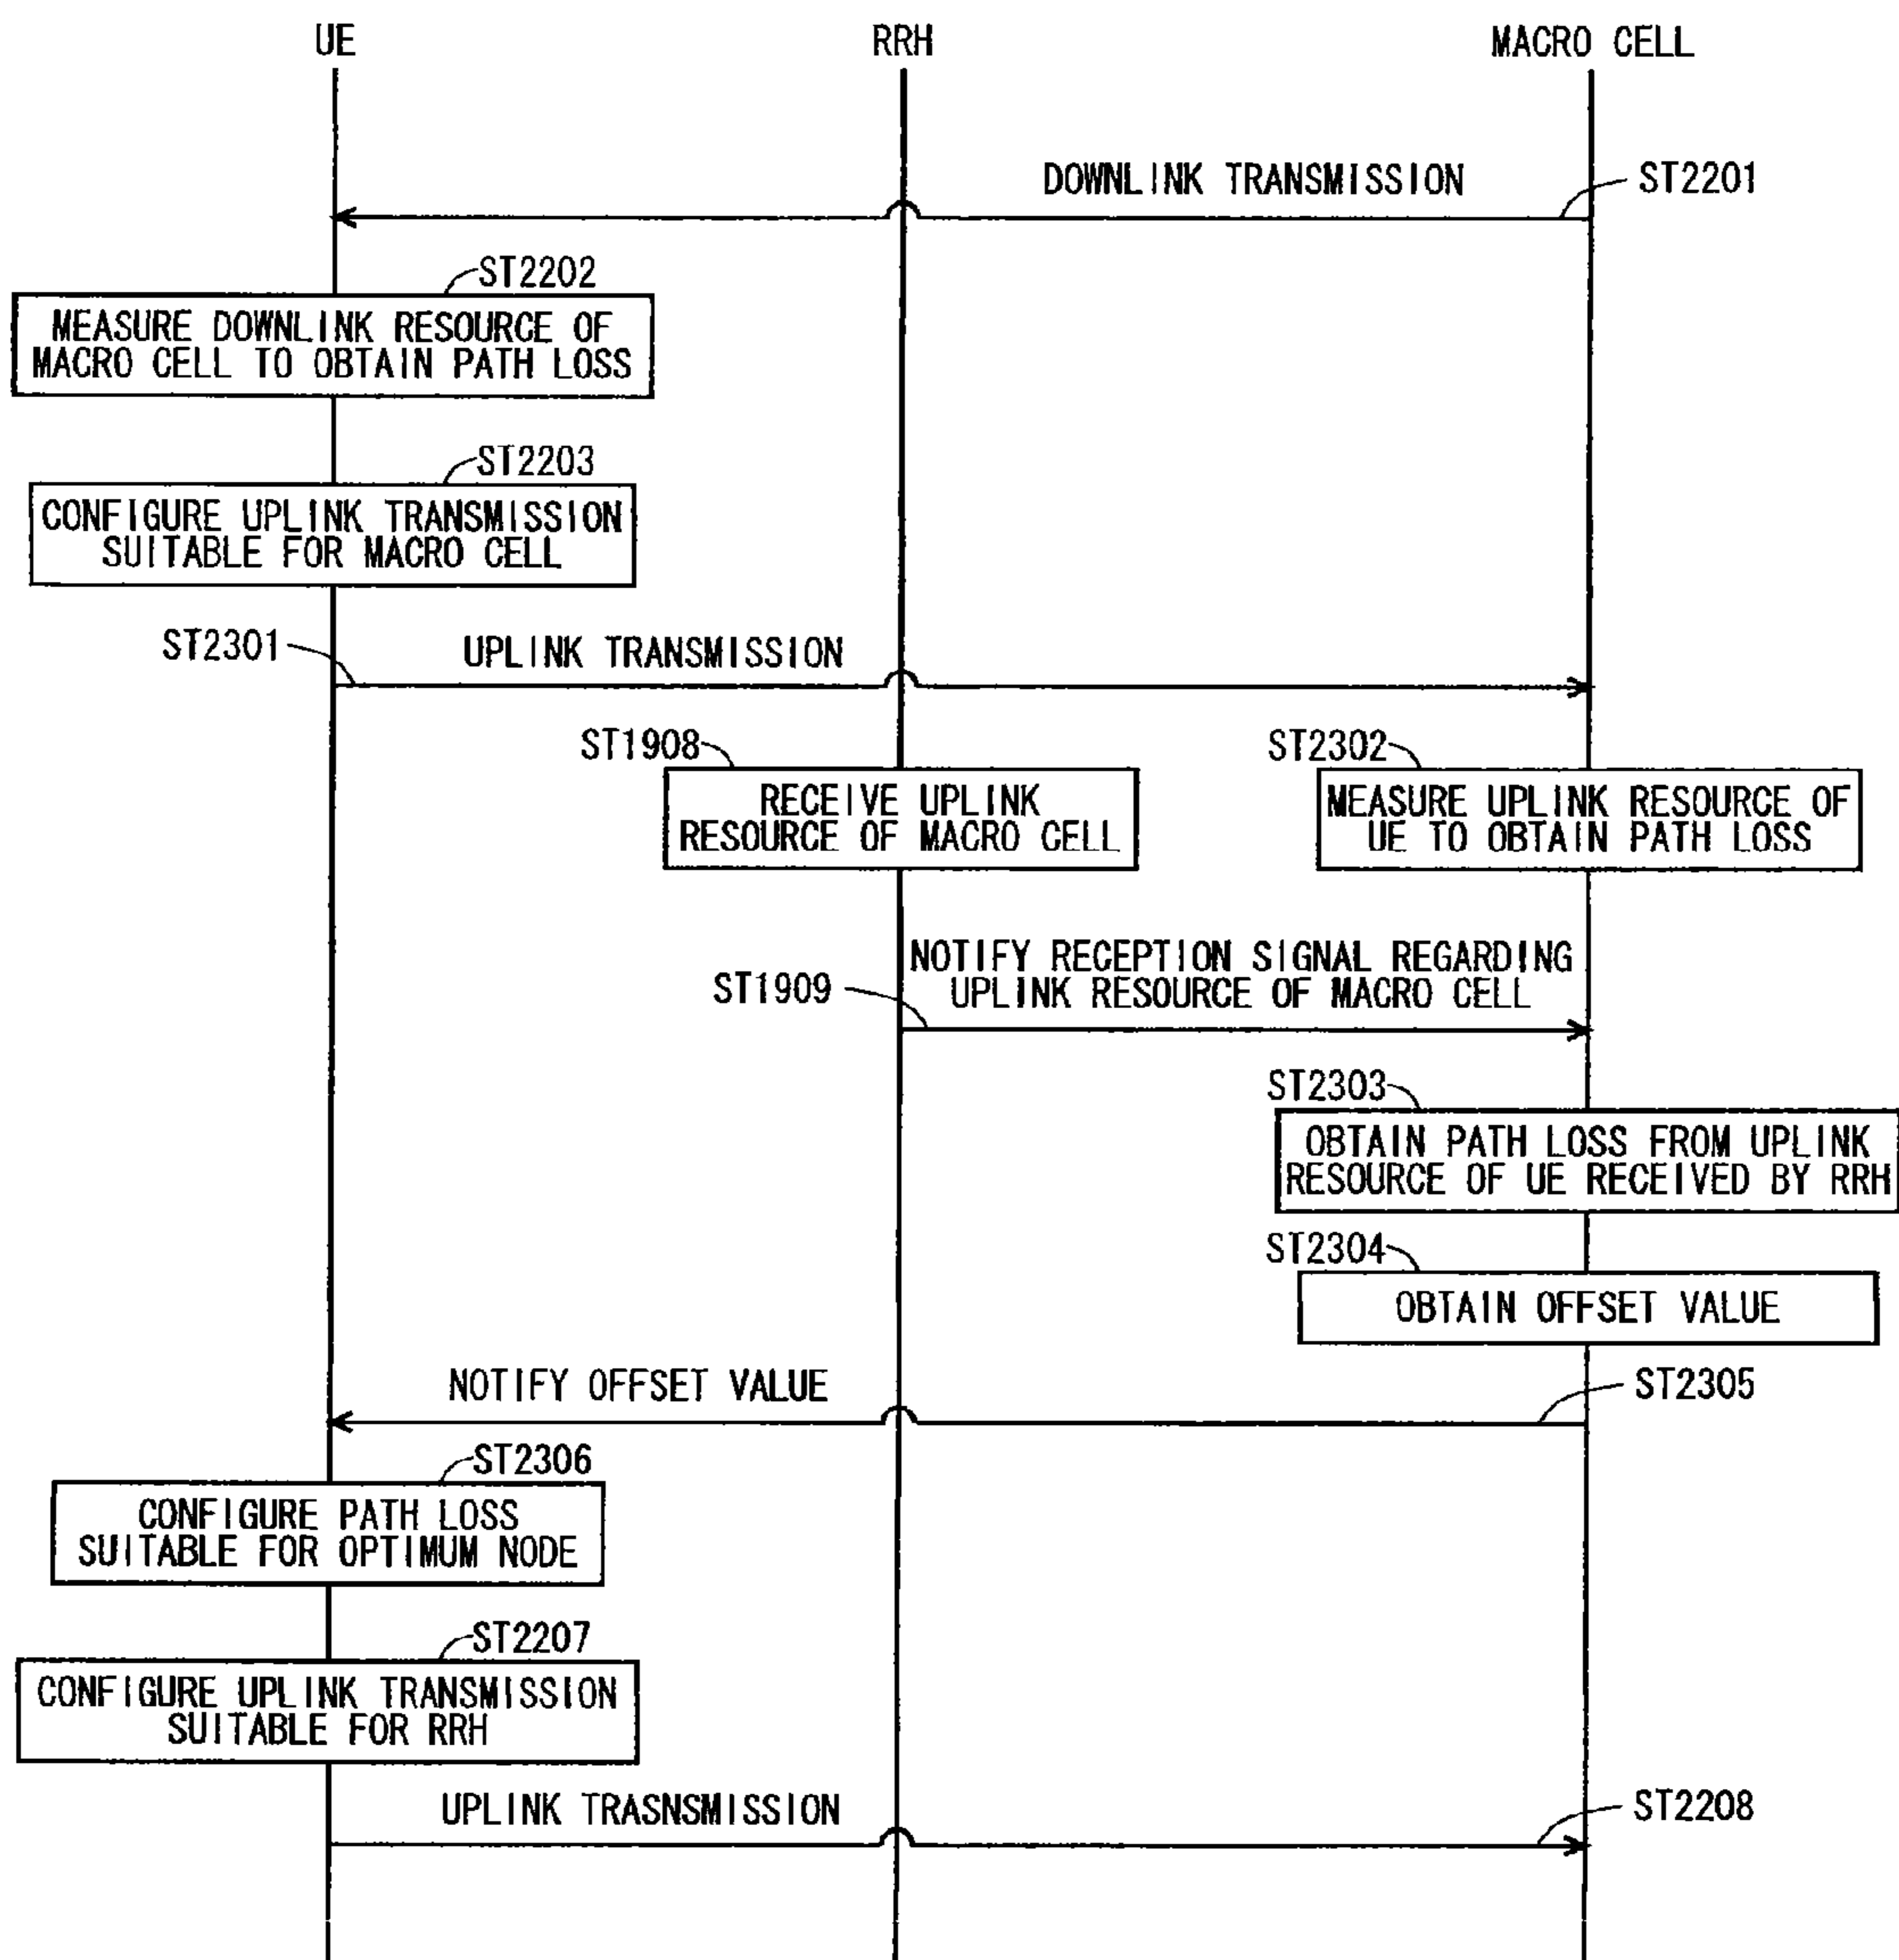 UE
RRH
MACRO CELL
DOWNLINK TRANSMISSION
ST2201
ST2202
MEASURE DOWNLINK RESOURCE OF
MACRO CELL TO OBTAIN PATH LOSS
ST2203
CONFIGURE UPLINK TRANSMISSION
SUITABLE FOR MACRO CELL
ST2301
UPLINK TRANSMISSION
ST1908
RECEIVE UPLINK
RESOURCE OF MACRO CELL
ST2302
MEASURE UPLINK RESOURCE OF
UE TO OBTAIN PATH LOSS
NOTIFY RECEPTION SIGNAL REGARDING
UPLINK RESOURCE OF MACRO CELL
ST1909
ST2303
OBTAIN PATH LOSS FROM UPLINK
RESOURCE OF UE RECEIVED BY RRH
ST2304
OBTAIN OFFSET VALUE
NOTIFY OFFSET VALUE
ST2305
ST2306
CONFIGURE PATH LOSS
SUITABLE FOR OPTIMUM NODE
ST2207
CONFIGURE UPLINK TRANSMISSION
SUITABLE FOR RRH
UPLINK TRASNSMISSION
ST2208